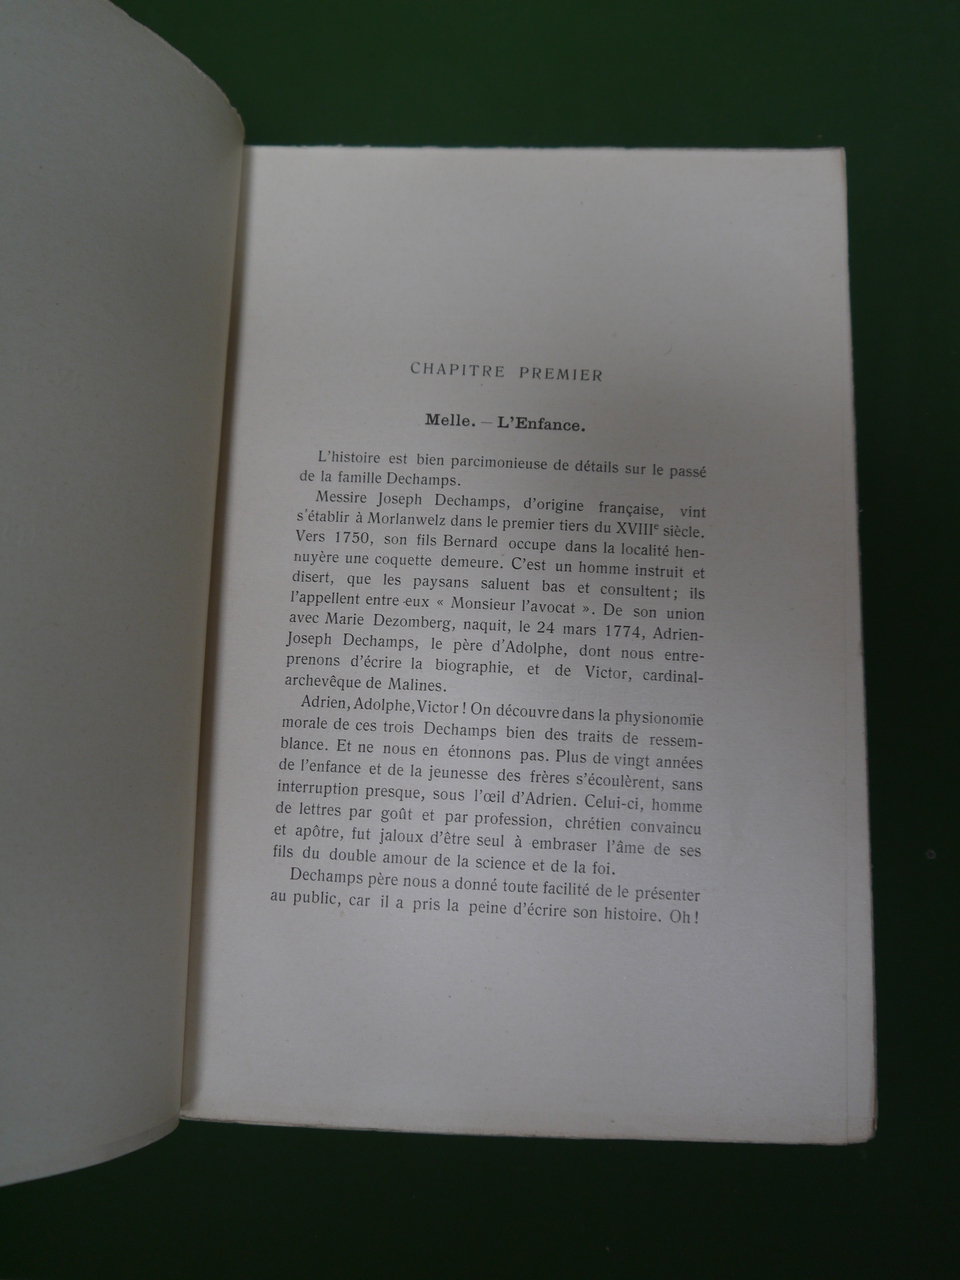 CHAPITRE PREMIER
Melle. — L'Enfance.
L'histoire est bien parcimonieuse de détails sur le passé
de la famille Dechamps.
Messire Joseph Dechamps, d'origine française, vint
s'établir à Morlanwelz dans le premier tiers du XVIIIe siècle.
Vers 1750, son fils Bernard occupe dans la localité hen-
nuyère une coquette demeure. C'est un homme instruit et
disert, que les paysans saluent bas et consultent; ils
l'appellent entre eux « Monsieur l'avocat ». De son union
avec Marie Dezomberg, naquit, le 24 mars 1774, Adrien-
Joseph Dechamps, le père d'Adolphe, dont nous entre-
prenons d'écrire la biographie, et de Victor, cardinal-
archevêque de Malines.
Adrien, Adolphe, Victor ! On découvre dans la physionomie
morale de ces trois Dechamps bien des traits de ressem-
blance. Et ne nous en étonnons pas. Plus de vingt années
de l'enfance et de la jeunesse des frères s'écoulèrent, sans
interruption presque, sous l'œil d'Adrien. Celui-ci, homme
de lettres par goût et par profession, chrétien convaincu
et apôtre, fut jaloux d'être seul à embraser l'âme de ses
fils du double amour de la science et de la foi.
Dechamps père nous a donné toute facilité de le présenter
au public, car il a pris la peine d'écrire son histoire. Oh !